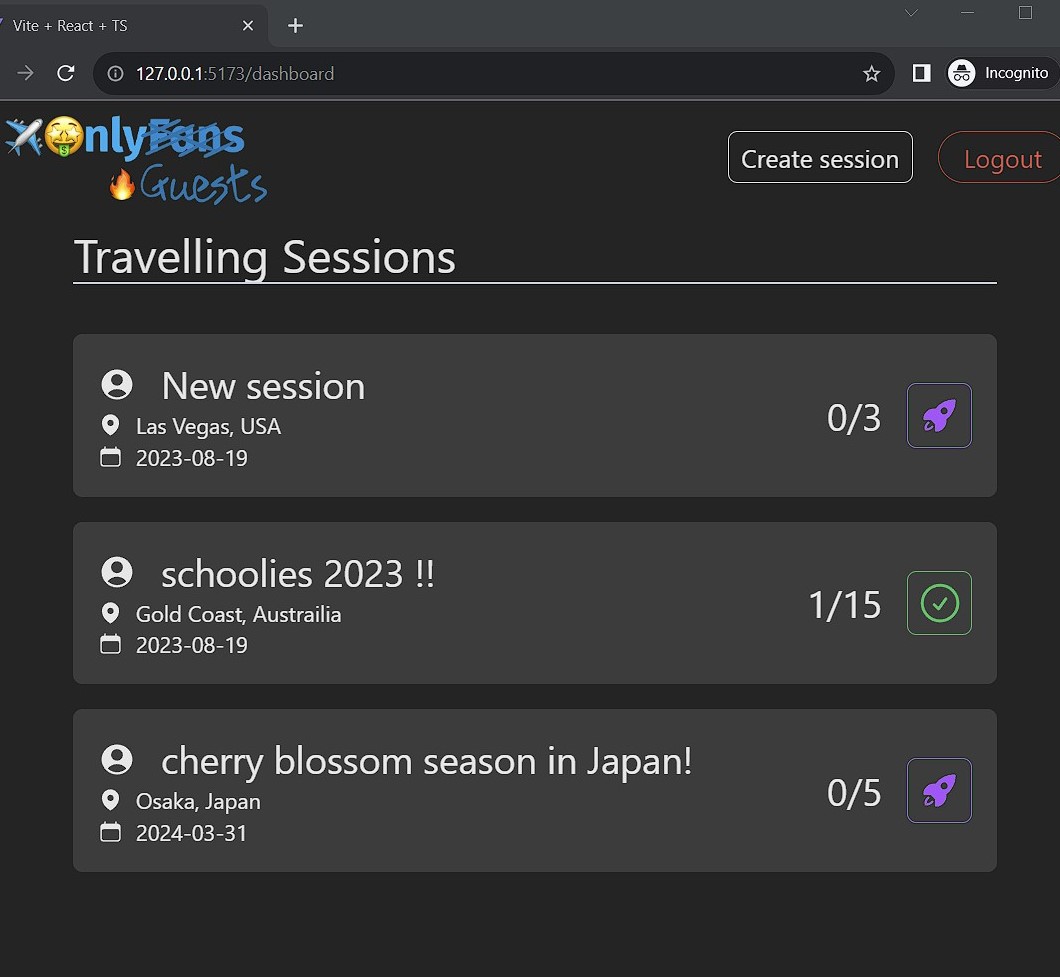 Vite + React + TS
127.0.0.1:5173/dashboard
Incognito
nlyFans
Guests
Create session
Logout
Travelling Sessions
New session
Las Vegas, USA
2023-08-19
0/3
schoolies 2023 !!
Gold Coast, Austrailia
2023-08-19
1/15
cherry blossom season in Japan!
Osaka, Japan
2024-03-31
0/5